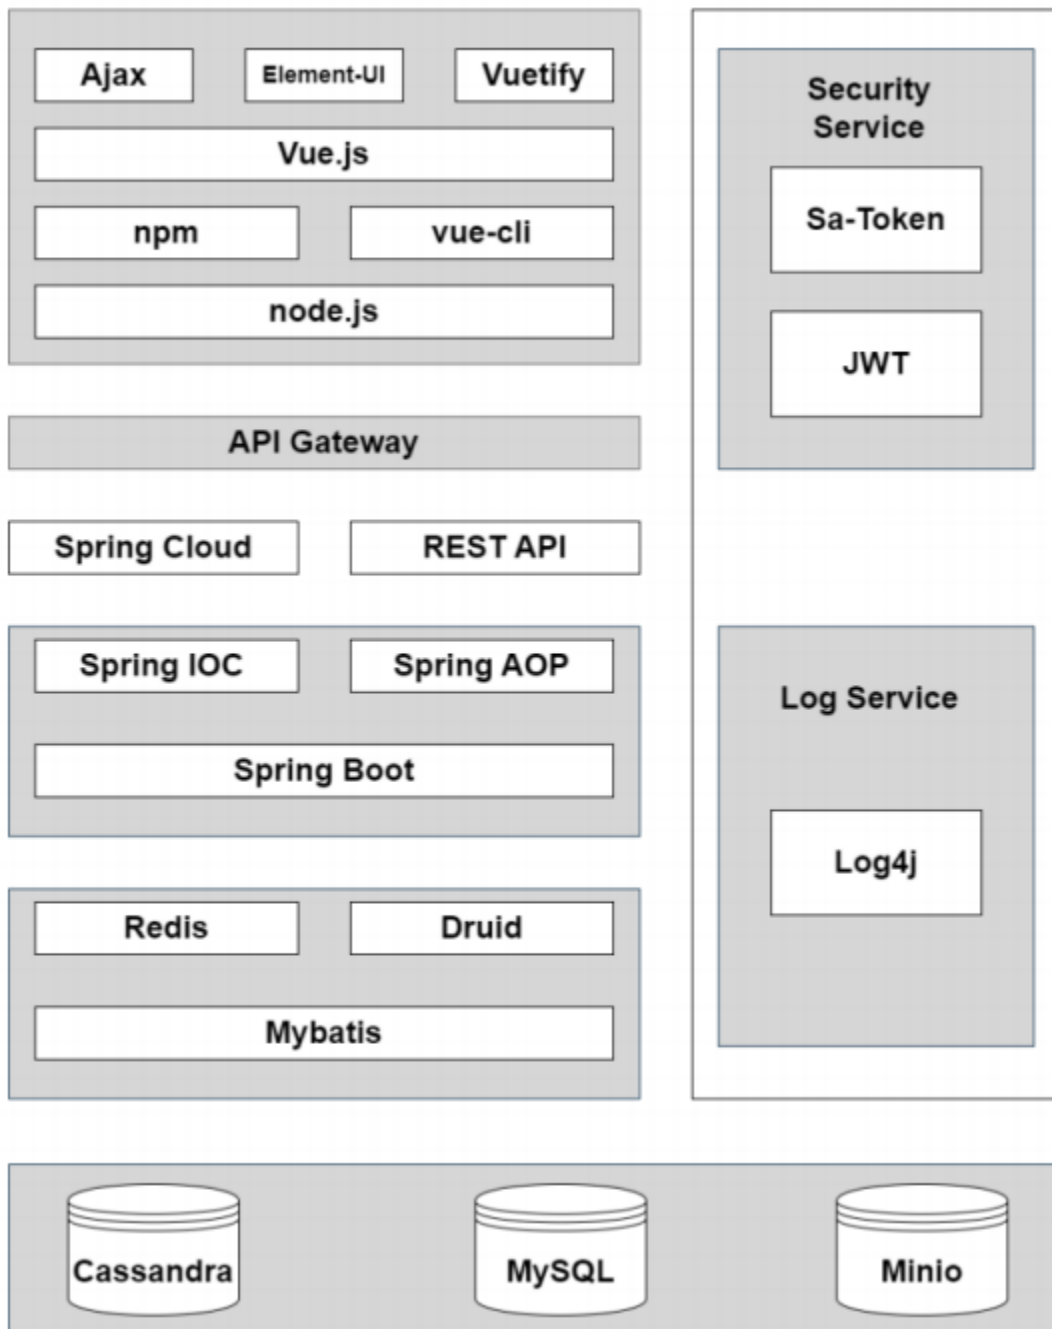 Ajax
Element-UI
Vuetify
Vue.js
npm
vue-cli
node.js
API Gateway
Spring Cloud
REST API
Spring IOC
Spring AOP
Spring Boot
Redis
Druid
Mybatis
Security
Service
Sa-Token
JWT
Log Service
Log4j
Cassandra
MySQL
Minio